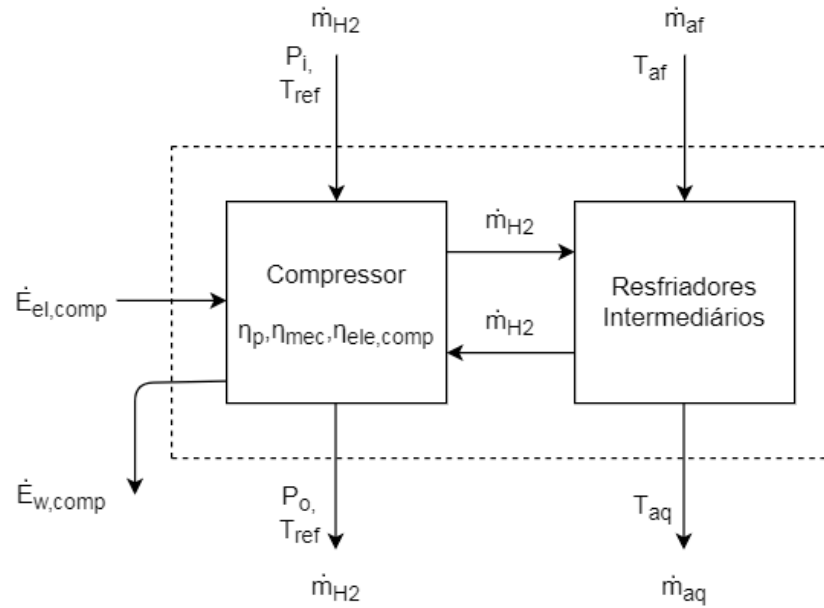 ṁH2
ṁaf
Pi,
Tref
Taf
ṁH2
Compressor
ηp,ηmec,ηele,comp
Resfriadores
Intermediários
Ėel,comp
ṁH2
Ėw,comp
Po,
Tref
Taq
ṁH2
ṁaq